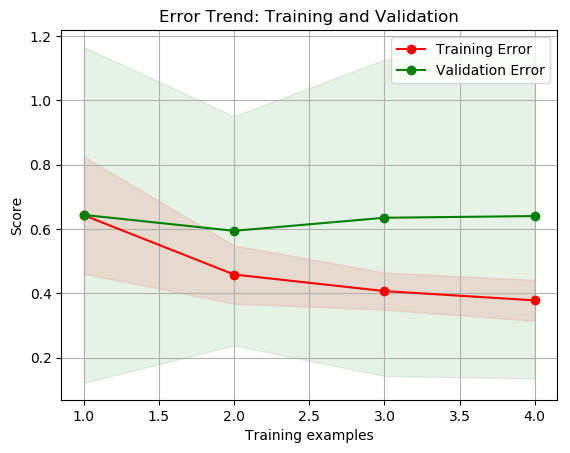 Error Trend: Training and Validation
Training Error
Validation Error
Score
1.2
1.0
0.8
0.6
0.4
0.2
1.0 1.5 2.0 2.5 3.0 3.5 4.0
Training examples